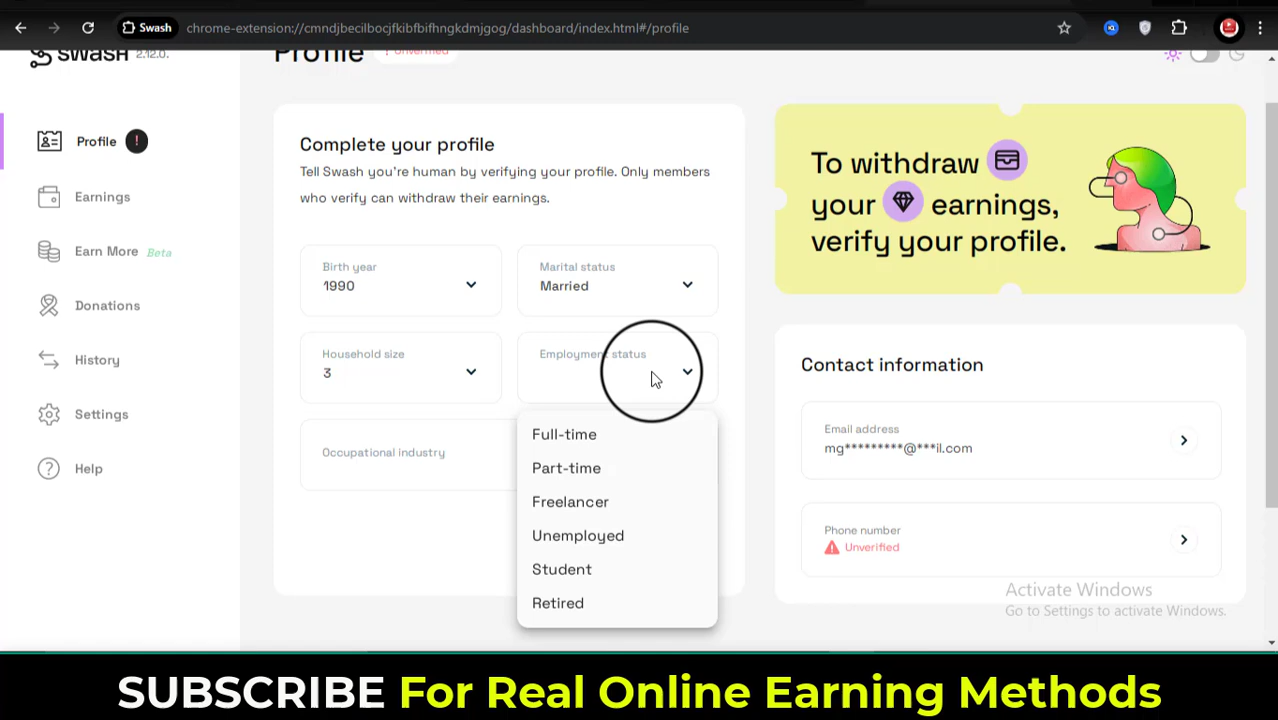 Swash
chrome-extension://cmndjbecilbocjfkibfbifhngkdmjgog/dashboard/index.html#/profile
swash 2.12.0.
Profile
! Unverified
Profile !
Earnings
Earn More Beta
Donations
History
Settings
Help
Complete your profile
Tell Swash you're human by verifying your profile. Only members
who verify can withdraw their earnings.
Birth year
1990
Marital status
Married
Household size
3
Employment status
Full-time
Part-time
Freelancer
Unemployed
Student
Retired
Occupational industry
To withdraw
your earnings,
verify your profile.
Contact information
Email address
mg*********@***il.com
Phone number
Unverified
Activate Windows
Go to Settings to activate Windows.
SUBSCRIBE For Real Online Earning Methods